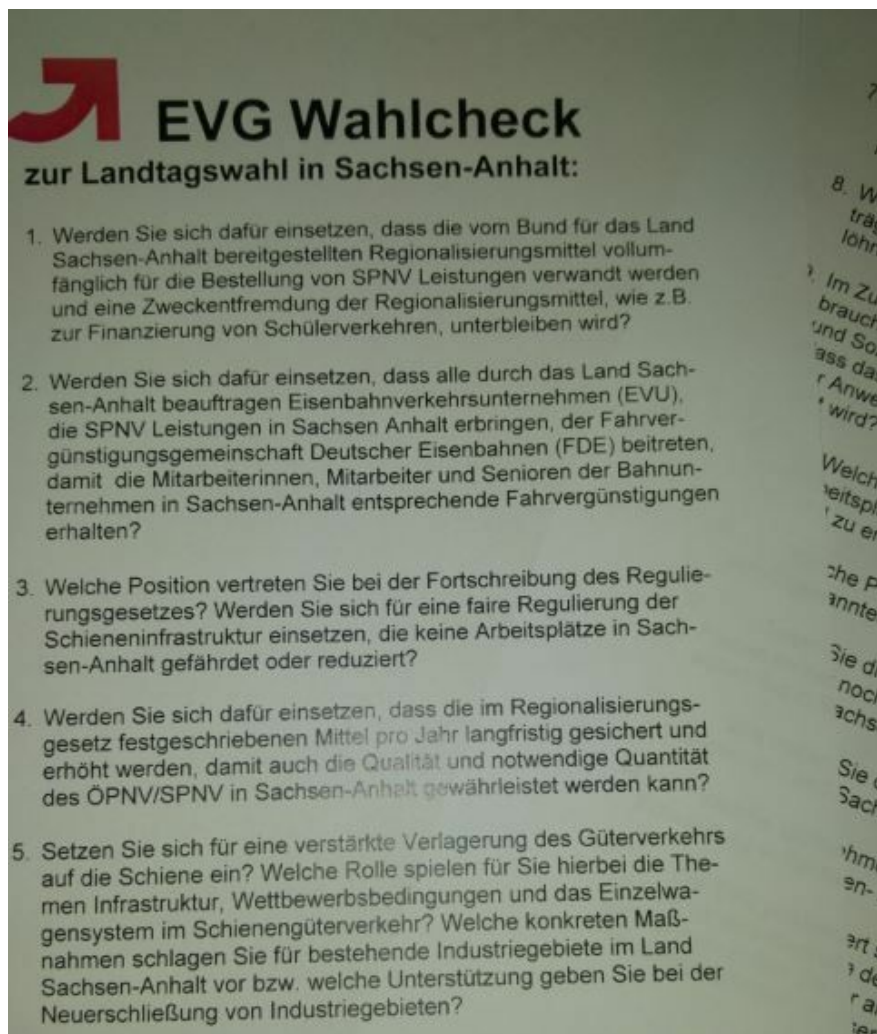 EVG Wahlcheck
zur Landtagswahl in Sachsen-Anhalt:
1. Werden Sie sich dafür einsetzen, dass die vom Bund für das Land
Sachsen-Anhalt bereitgestellten Regionalisierungsmittel vollum-
fänglich für die Bestellung von SPNV Leistungen verwandt werden
und eine Zweckentfremdung der Regionalisierungsmittel, wie z.B.
zur Finanzierung von Schülerverkehren, unterbleiben wird?
2. Werden Sie sich dafür einsetzen, dass alle durch das Land Sach-
sen-Anhalt beauftragen Eisenbahnverkehrsunternehmen (EVU),
die SPNV Leistungen in Sachsen Anhalt erbringen, der Fahrver-
günstigungsgemeinschaft Deutscher Eisenbahnen (FDE) beitreten,
damit die Mitarbeiterinnen, Mitarbeiter und Senioren der Bahnun-
ternehmen in Sachsen-Anhalt entsprechende Fahrvergünstigungen
erhalten?
3. Welche Position vertreten Sie bei der Fortschreibung des Regulie-
rungsgesetzes? Werden Sie sich für eine faire Regulierung der
Schieneninfrastruktur einsetzen, die keine Arbeitsplätze in Sach-
sen-Anhalt gefährdet oder reduziert?
4. Werden Sie sich dafür einsetzen, dass die im Regionalisierungs-
gesetz festgeschriebenen Mittel pro Jahr langfristig gesichert und
erhöht werden, damit auch die Qualität und notwendige Quantität
des ÖPNV/SPNV in Sachsen-Anhalt gewährleistet werden kann?
5. Setzen Sie sich für eine verstärkte Verlagerung des Güterverkehrs
auf die Schiene ein? Welche Rolle spielen für Sie hierbei die The-
men Infrastruktur, Wettbewerbsbedingungen und das Einzelwa-
gensystem im Schienengüterverkehr? Welche konkreten Maß-
nahmen schlagen Sie für bestehende Industriegebiete im Land
Sachsen-Anhalt vor bzw. welche Unterstützung geben Sie bei der
Neuerschließung von Industriegebieten?
8.
Im
und
wird?
zu
Sie
Sie